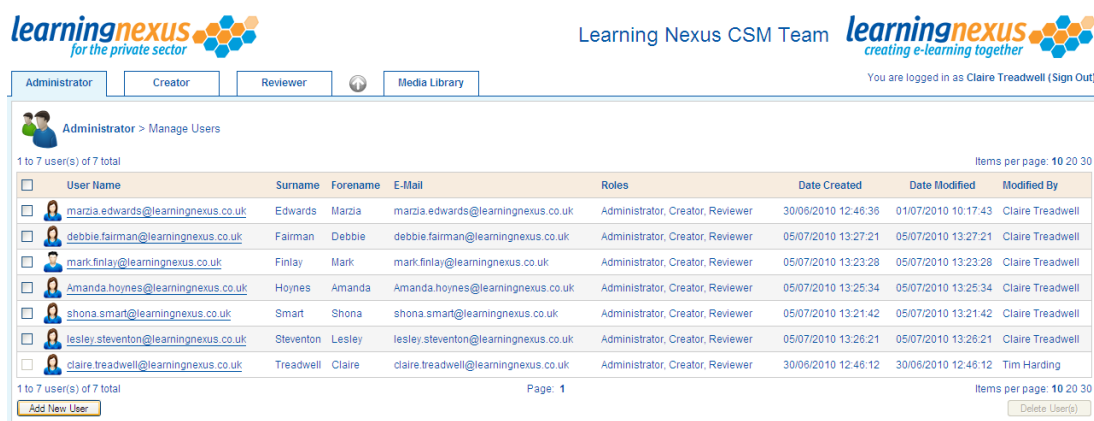 learningnexus
for the private sector
Learning Nexus CSM Team
learningnexus
creating e-learning together
Administrator Creator Reviewer Media Library
You are logged in as Claire Treadwell (Sign Out)
Administrator > Manage Users
1 to 7 user(s) of 7 total Items per page: 10 20 30
User Name Surname Forename E-Mail Roles Date Created Date Modified Modified By
marzia.edwards@learningnexus.co.uk Edwards Marzia marzia.edwards@learningnexus.co.uk Administrator, Creator, Reviewer 30/06/2010 12:46:36 01/07/2010 10:17:43 Claire Treadwell
debbie.fairman@learningnexus.co.uk Fairman Debbie debbie.fairman@learningnexus.co.uk Administrator, Creator, Reviewer 05/07/2010 13:27:21 05/07/2010 13:27:21 Claire Treadwell
mark.finlay@learningnexus.co.uk Finlay Mark mark.finlay@learningnexus.co.uk Administrator, Creator, Reviewer 05/07/2010 13:23:28 05/07/2010 13:23:28 Claire Treadwell
Amanda.hoynes@learningnexus.co.uk Hoynes Amanda Amanda.hoynes@learningnexus.co.uk Administrator, Creator, Reviewer 05/07/2010 13:25:34 05/07/2010 13:25:34 Claire Treadwell
shona.smart@learningnexus.co.uk Smart Shona shona.smart@learningnexus.co.uk Administrator, Creator, Reviewer 05/07/2010 13:21:42 05/07/2010 13:21:42 Claire Treadwell
lesley.steventon@learningnexus.co.uk Steventon Lesley lesley.steventon@learningnexus.co.uk Administrator, Creator, Reviewer 05/07/2010 13:26:21 05/07/2010 13:26:21 Claire Treadwell
claire.treadwell@learningnexus.co.uk Treadwell Claire claire.treadwell@learningnexus.co.uk Administrator, Creator, Reviewer 30/06/2010 12:46:12 30/06/2010 12:46:12 Tim Harding
1 to 7 user(s) of 7 total Page: 1 Items per page: 10 20 30
Add New User Delete User(s)